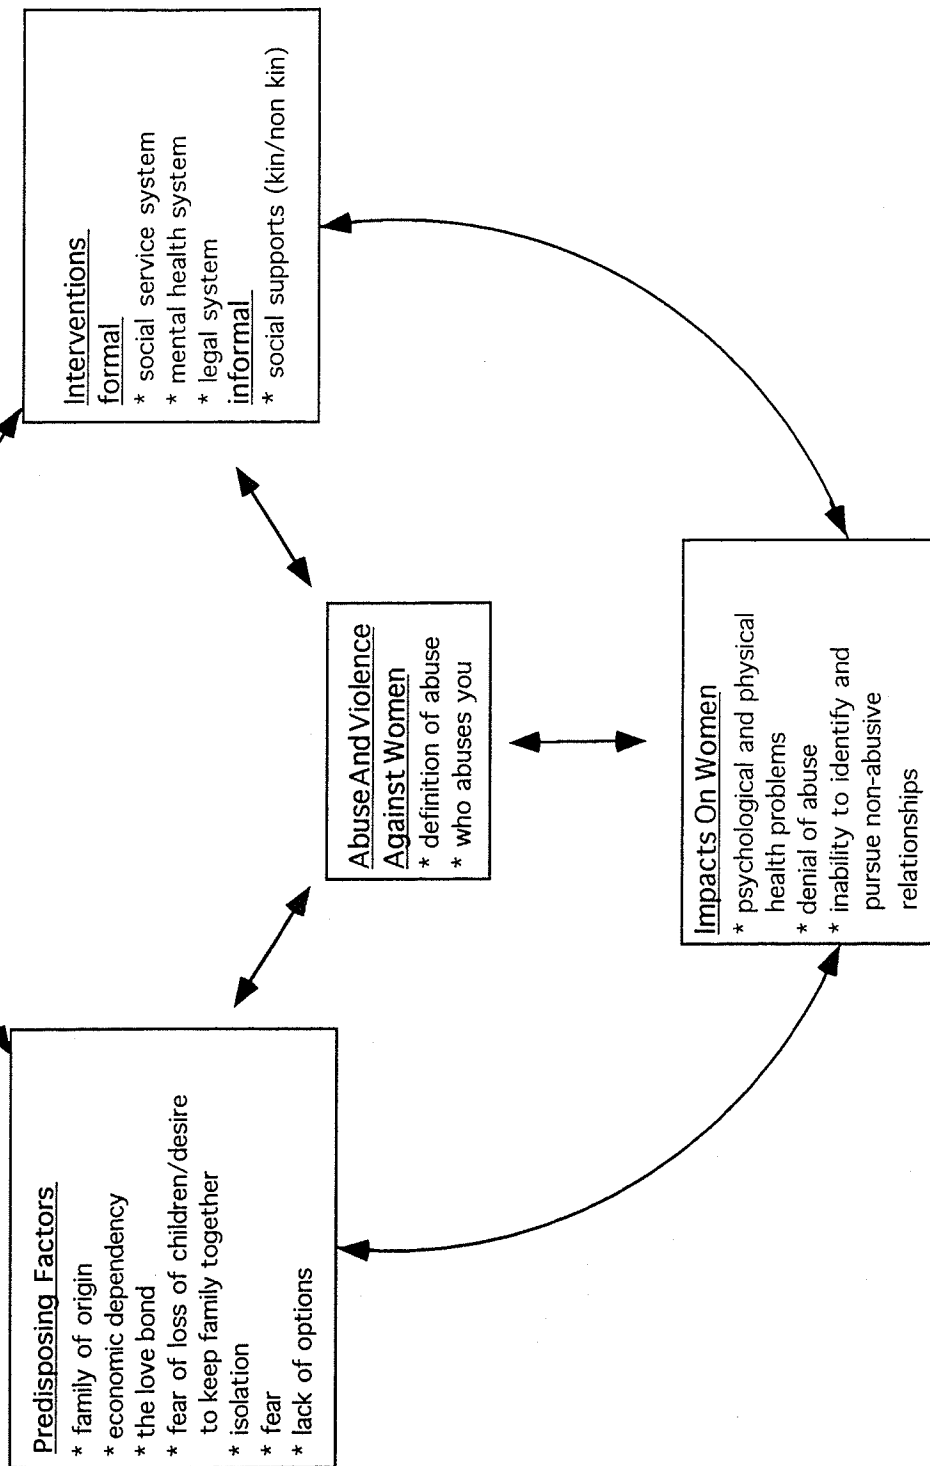 Predisposing Factors
* family of origin
* economic dependency
* the love bond
* fear of loss of children/desire
to keep family together
* isolation
* fear
* lack of options
Abuse And Violence
Against Women
* definition of abuse
* who abuses you
Interventions
formal
* social service system
* mental health system
* legal system
informal
* social supports (kin/non kin)
Impacts On Women
* psychological and physical
health problems
* denial of abuse
* inability to identify and
pursue non-abusive
relationships